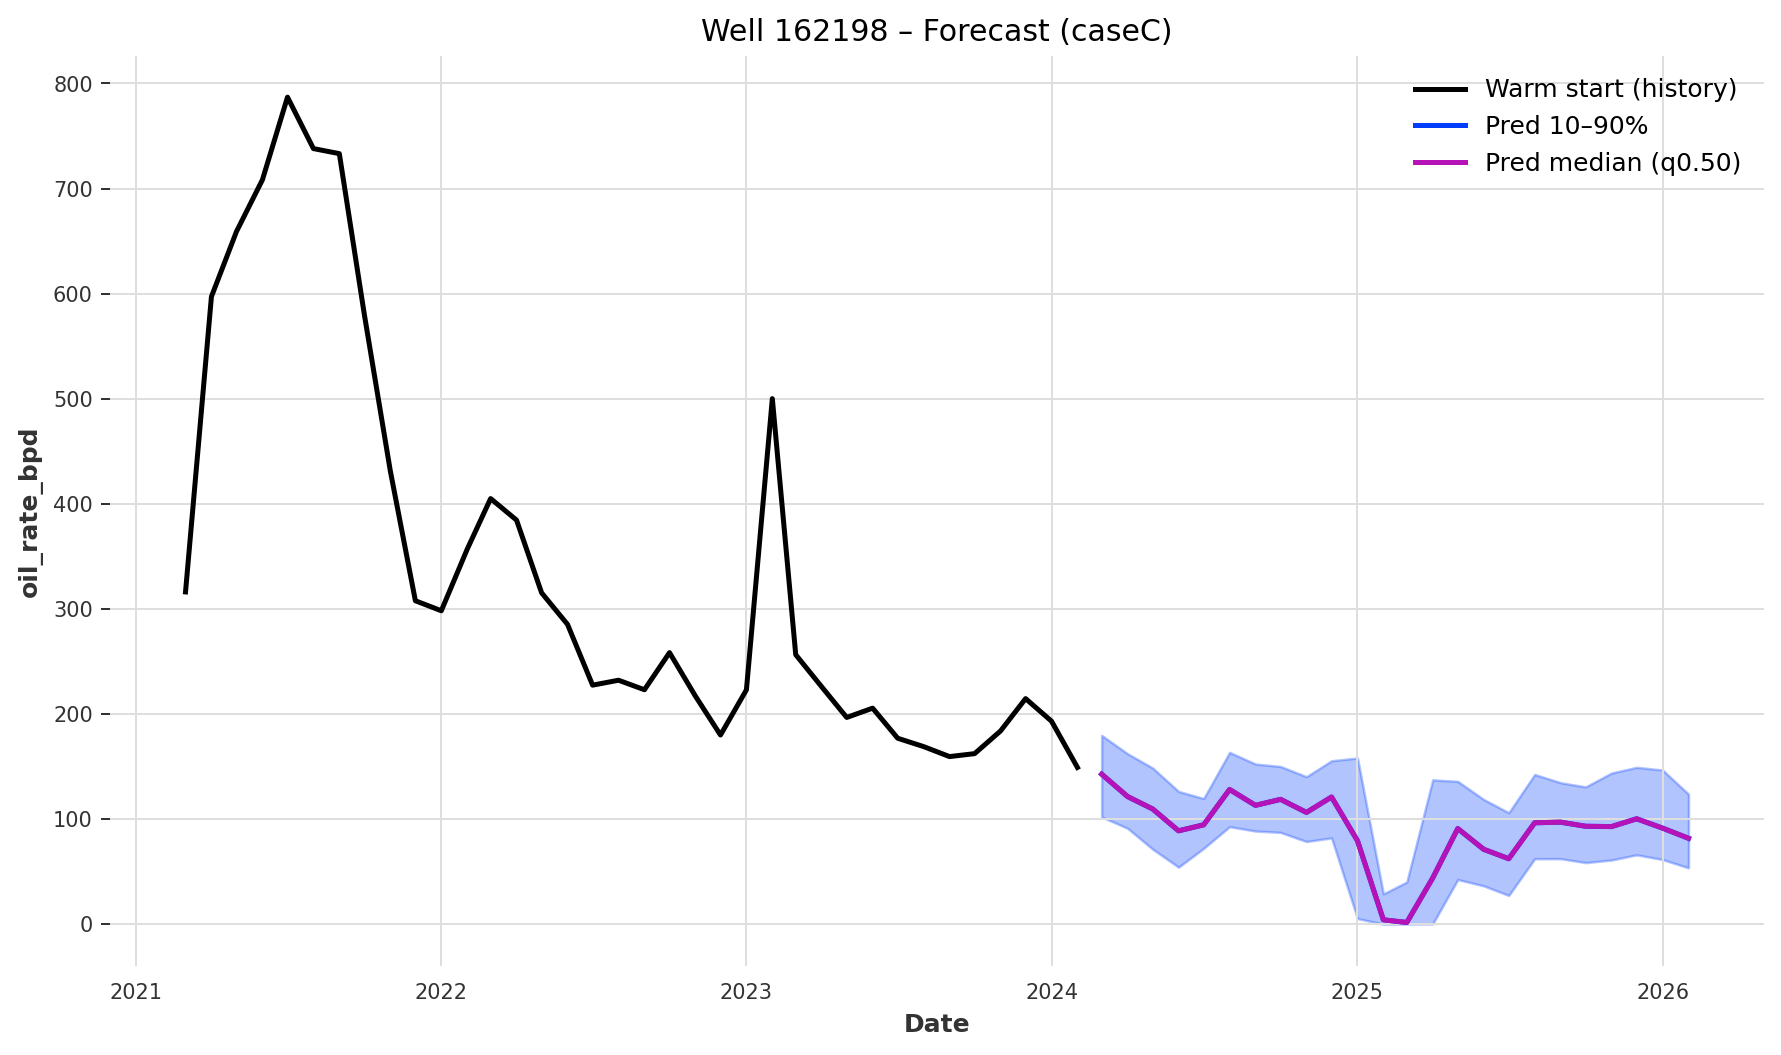 Well 162198 – Forecast (caseC)
Warm start (history)
Pred 10–90%
Pred median (q0.50)
800
700
600
500
400
300
200
100
0
oil_rate_bpd
2021 2022 2023 2024 2025 2026
Date